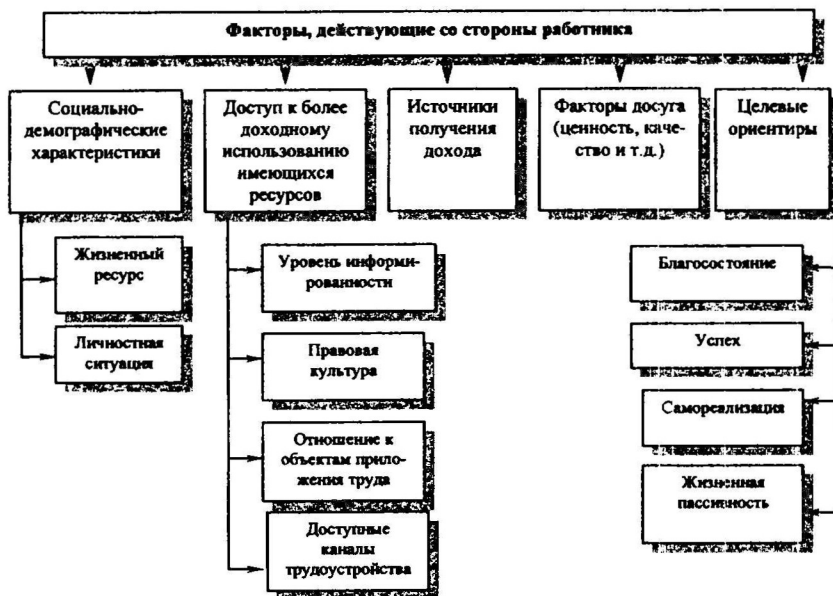 Факторы, действующие со стороны работника
Социально-
демографические
характеристики
Доступ к более
доходному
использованию
имеющихся
ресурсов
Источники
получения
дохода
Факторы досуга
(ценность, каче-
ство и т.д.)
Целевые
ориентиры
Жизненный
ресурс
Личностная
ситуация
Уровень информи-
рованности
Правовая
культура
Отношение к
объектам прило-
жения труда
Доступные
каналы
трудоустройства
Благосостояние
Успех
Самореализация
Жизненная
пассивность